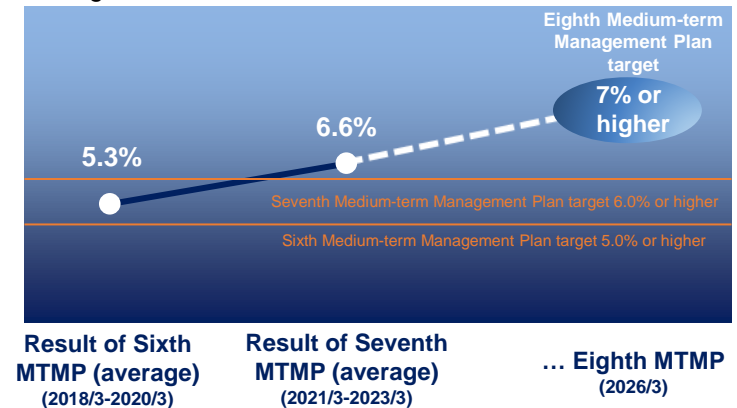 Eighth Medium-term
Management Plan
target
7% or
higher
6.6%
5.3%
Seventh Medium-term Management Plan target 6.0% or higher
Sixth Medium-term Management Plan target 5.0% or higher
Result of Sixth
MTMP (average)
(2018/3-2020/3)
Result of Seventh
MTMP (average)
(2021/3-2023/3)
… Eighth MTMP
(2026/3)